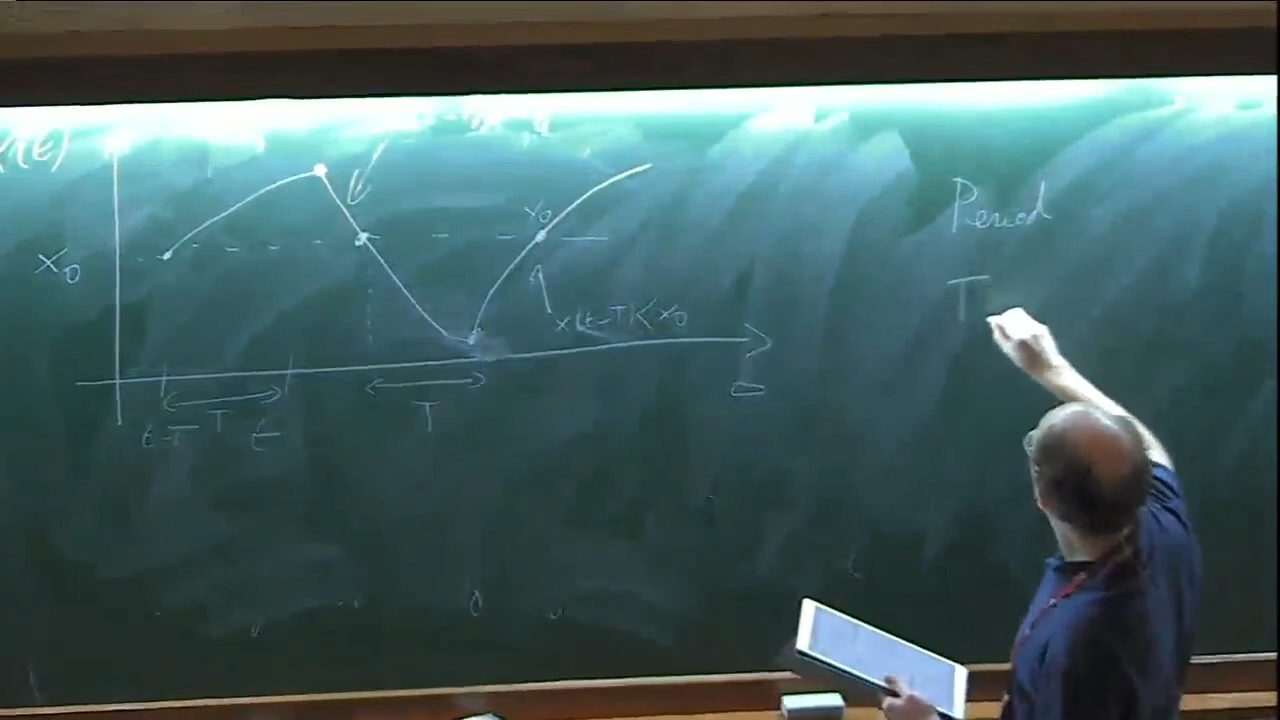 x₀
x₀
x(t-T)<x₀
T
t-T
t
T
Period
T